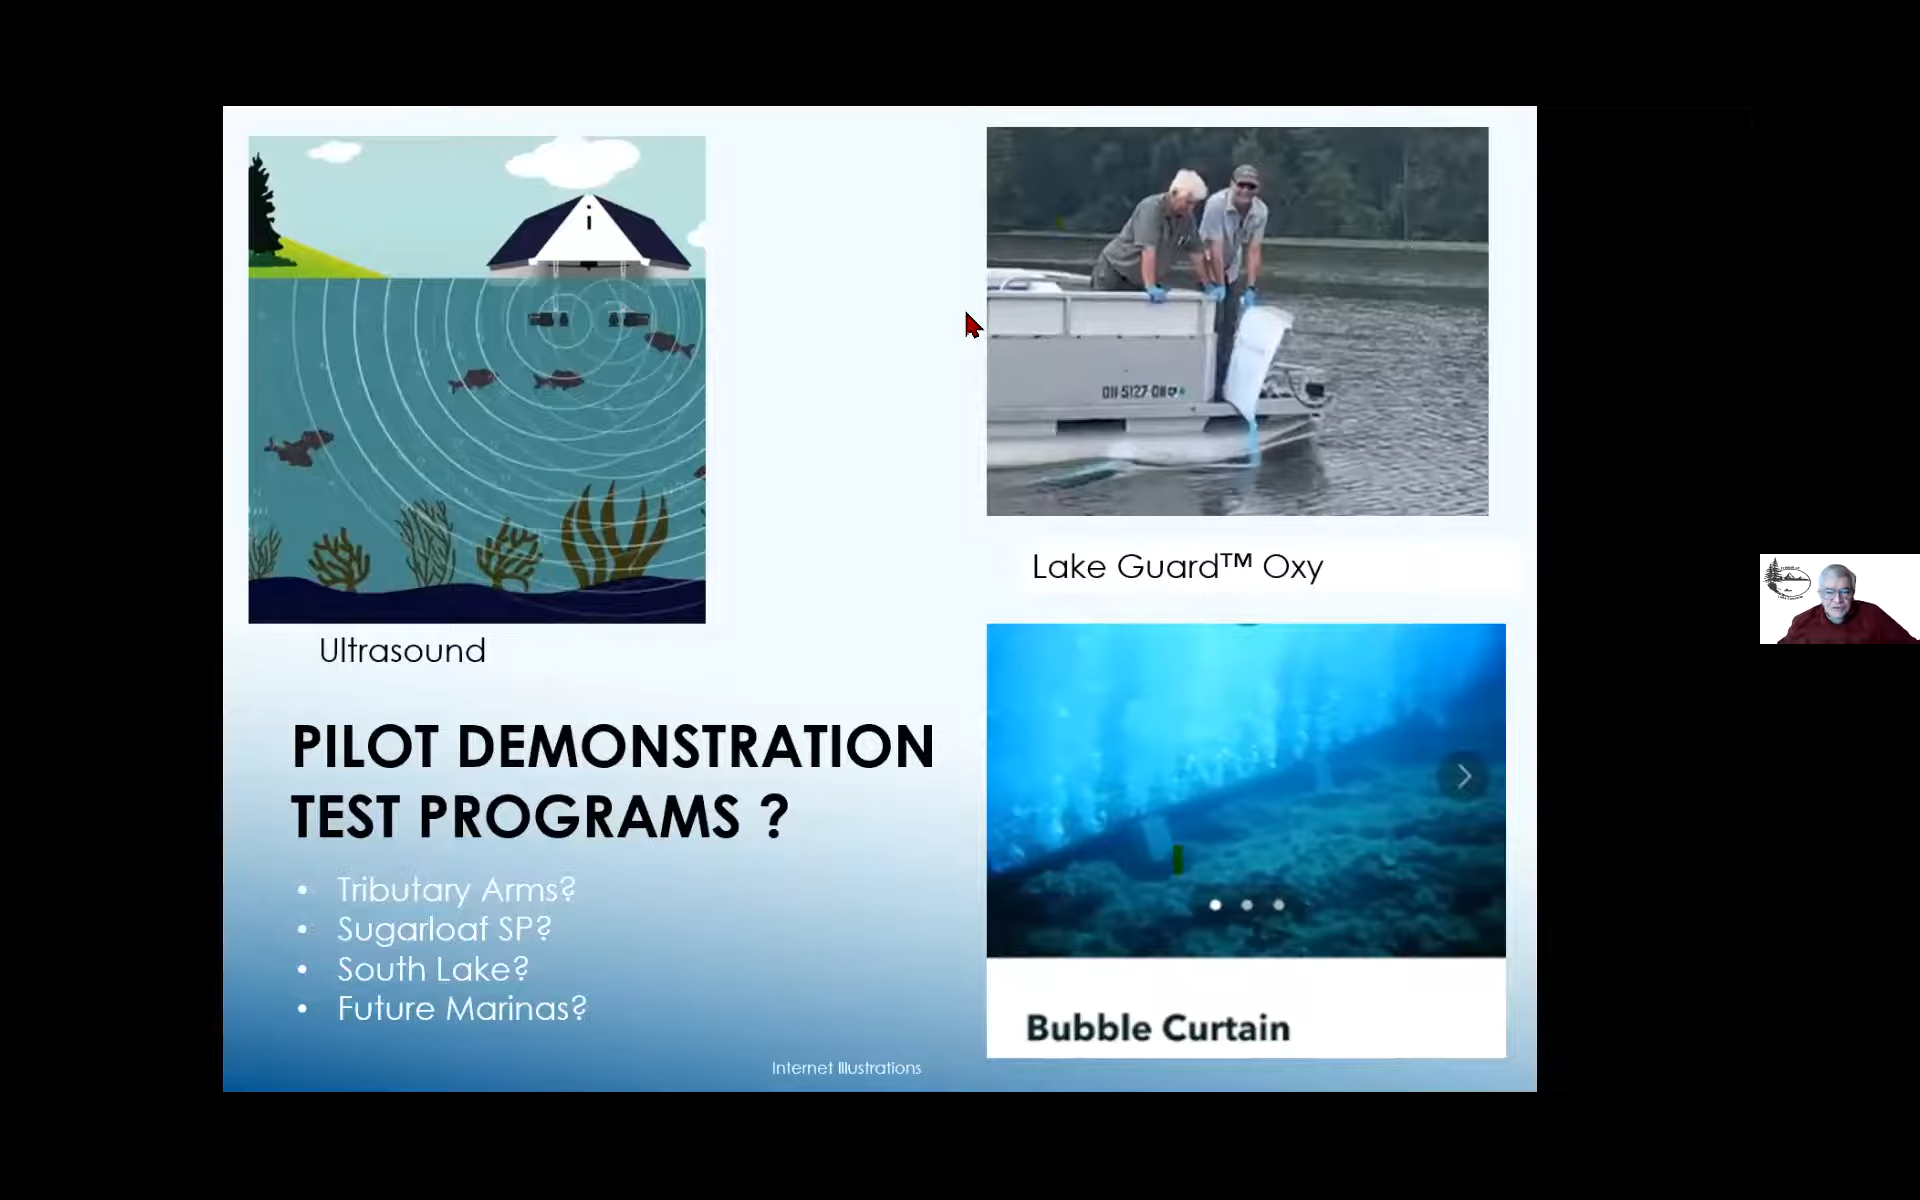 Ultrasound
Lake Guard™ Oxy
PILOT DEMONSTRATION
TEST PROGRAMS ?
• Tributary Arms?
• Sugarloaf SP?
• South Lake?
• Future Marinas?
Bubble Curtain
Internet Illustrations